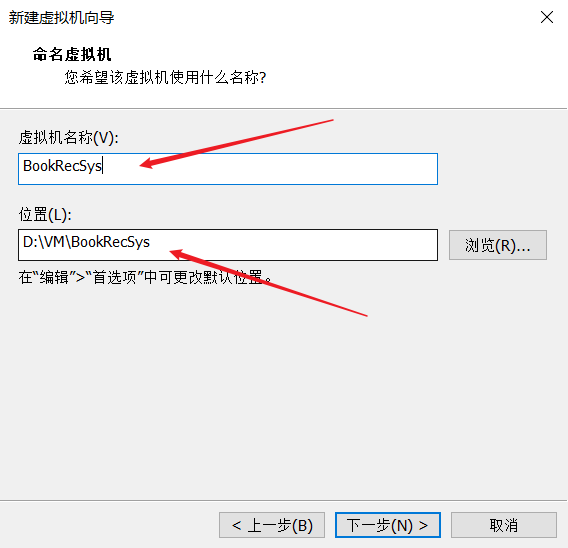 新建虚拟机向导
命名虚拟机
您希望该虚拟机使用什么名称?
虚拟机名称(V):
BookRecSys
位置(L):
D:\VM\BookRecSys
浏览(R)...
在“编辑”>“首选项”中可更改默认位置。
< 上一步(B)
下一步(N) >
取消